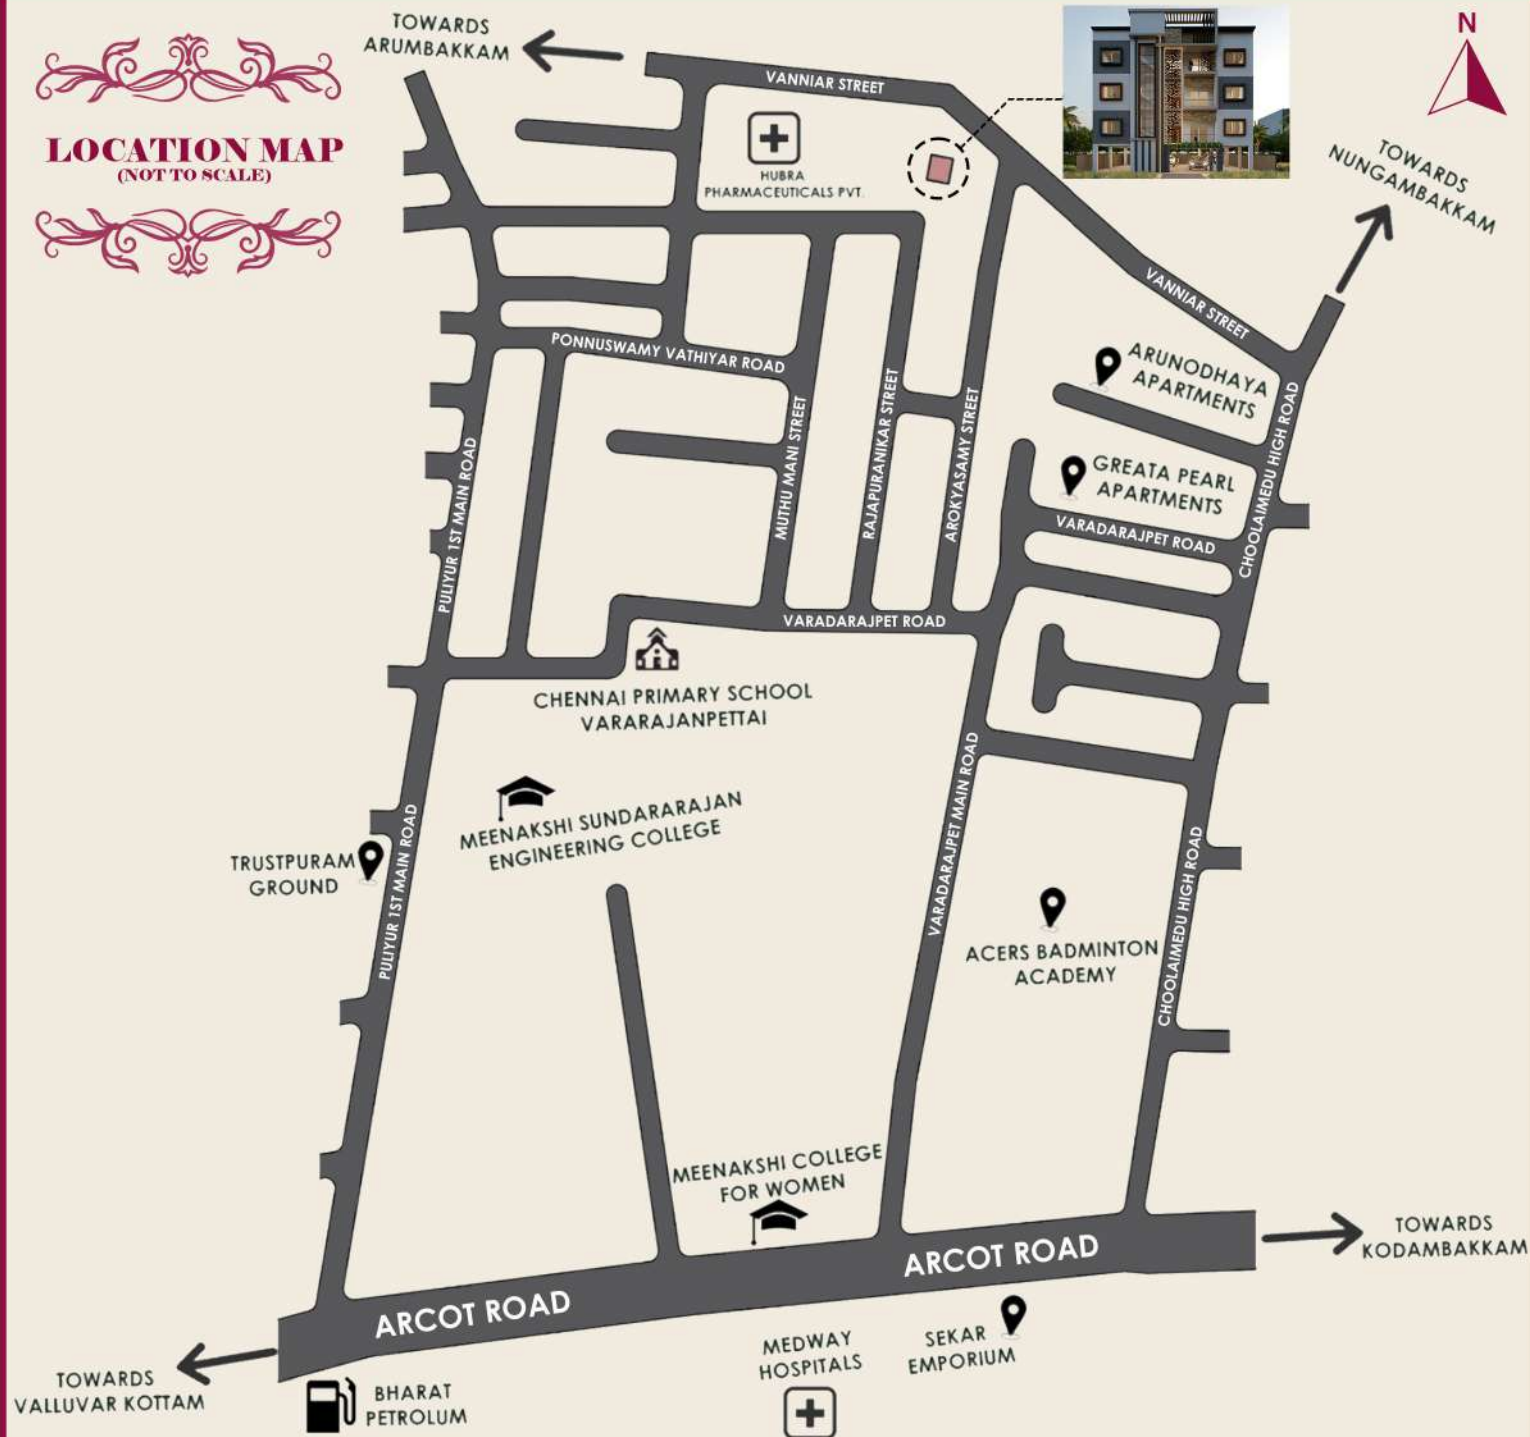 TOWARDS
ARUMBAKKAM
N
LOCATION MAP
(NOT TO SCALE)
VANNIAR STREET
HUBRA
PHARMACEUTICALS PVT.
TOWARDS
NUNGAMBAKKAM
VANNIAR STREET
PONNUSWAMY VATHIYAR ROAD
ARUNODHAYA
APARTMENTS
GREATA PEARL
APARTMENTS
PULIYUR 1ST MAIN ROAD
MUTHU MANI STREET
RAJAPURANIKAR STREET
AROKYASAMY STREET
VARADARAJPET ROAD
CHOOLAIMEDU HIGH ROAD
VARADARAJPET ROAD
CHENNAI PRIMARY SCHOOL
VARARAJANPETTAI
MEENAKSHI SUNDARARAJAN
ENGINEERING COLLEGE
TRUSTPURAM
GROUND
PULIYUR 1ST MAIN ROAD
VARADARAJPET MAIN ROAD
CHOOLAIMEDU HIGH ROAD
ACERS BADMINTON
ACADEMY
MEENAKSHI COLLEGE
FOR WOMEN
ARCOT ROAD
TOWARDS
KODAMBAKKAM
ARCOT ROAD
MEDWAY
HOSPITALS
SEKAR
EMPORIUM
TOWARDS
VALLUVAR KOTTAM
BHARAT
PETROLUM